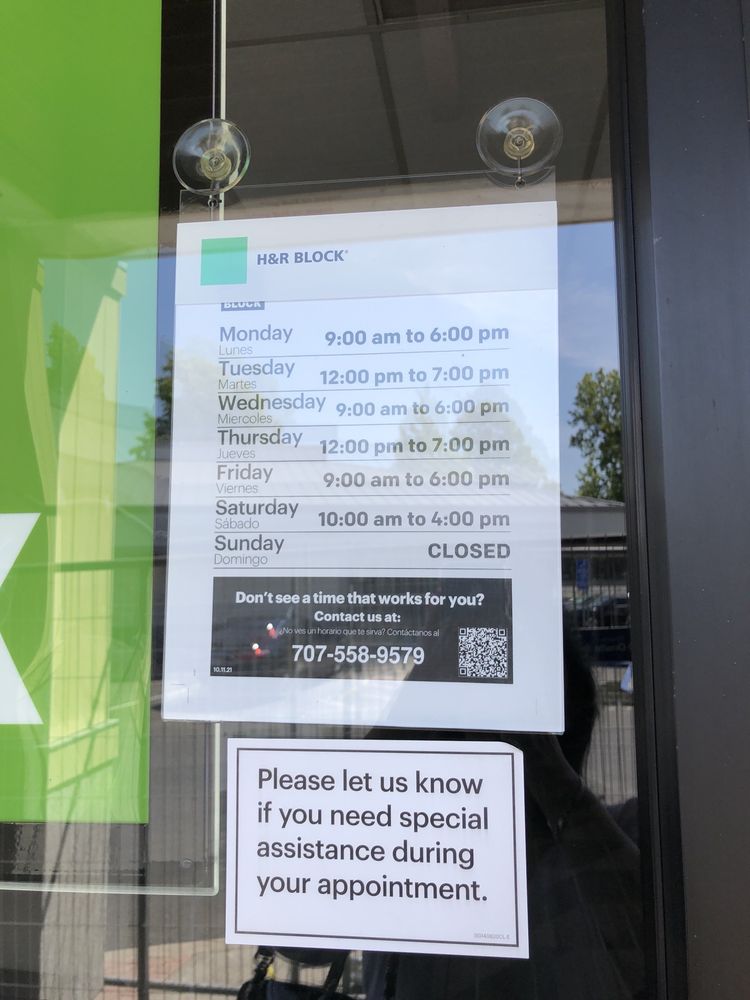 H&R BLOCK®
BLOCK
Monday 9:00 am to 6:00 pm
Lunes
Tuesday 12:00 pm to 7:00 pm
Martes
Wednesday 9:00 am to 6:00 pm
Miercoles
Thursday 12:00 pm to 7:00 pm
Jueves
Friday 9:00 am to 6:00 pm
Viernes
Saturday 10:00 am to 4:00 pm
Sábado
Sunday CLOSED
Domingo
Don't see a time that works for you?
Contact us at:
¿No ves un horario que te sirva? Contáctanos al
707-558-9579
10.11.21
Please let us know
if you need special
assistance during
your appointment.